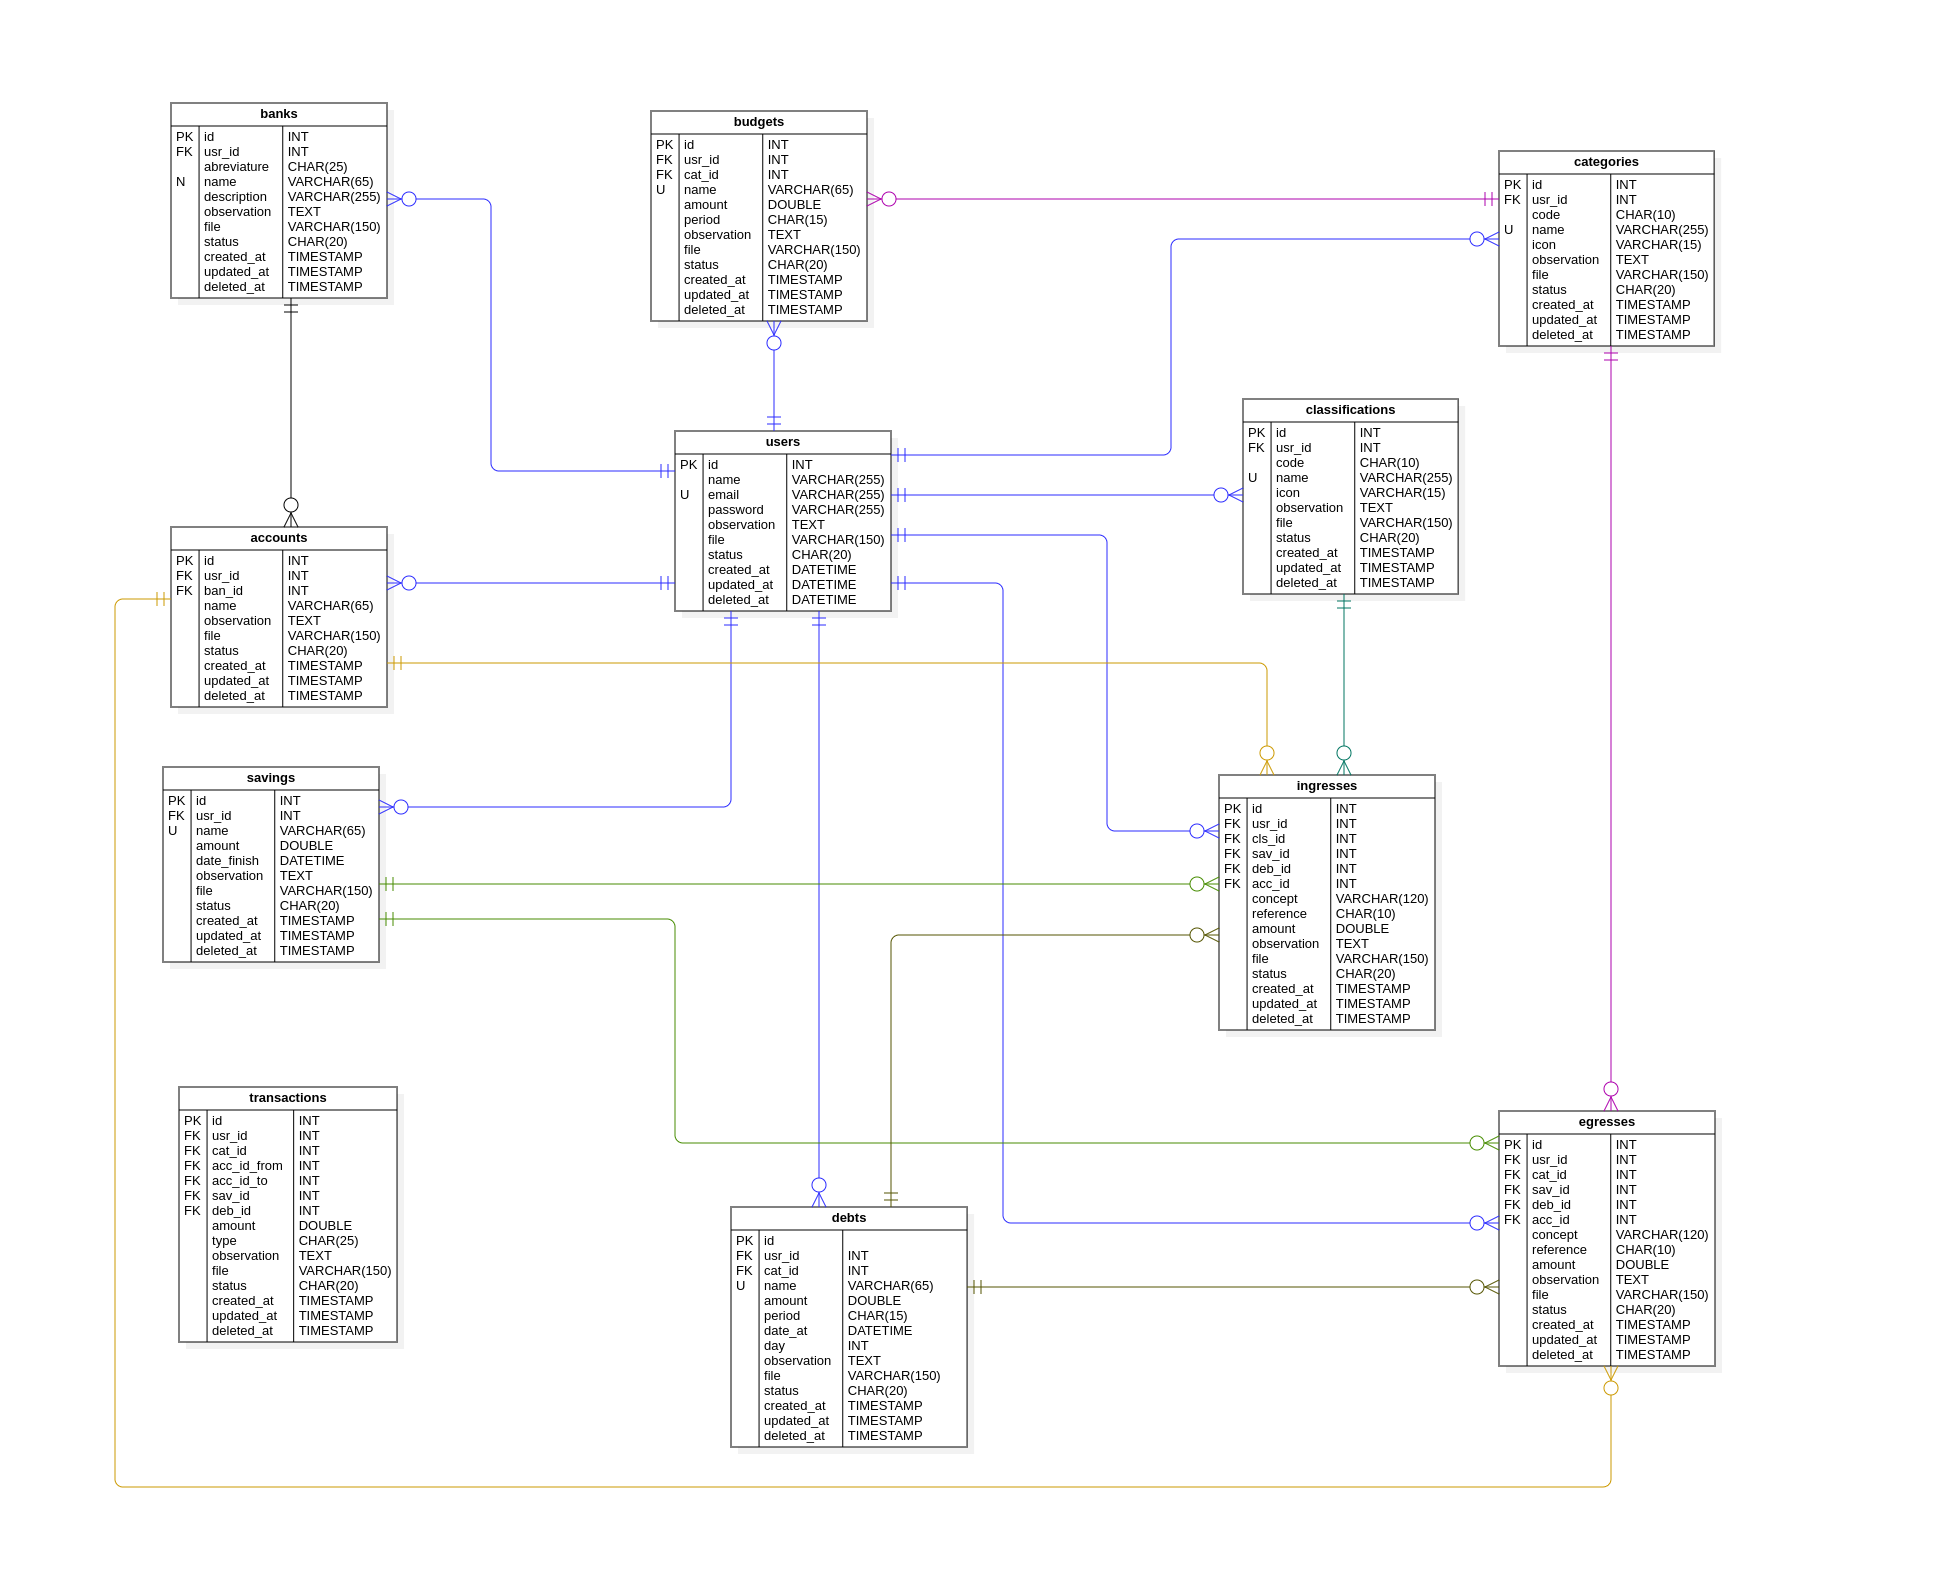 banks
PK id INT
FK usr_id INT
abreviature CHAR(25)
N name VARCHAR(65)
description VARCHAR(255)
observation TEXT
file VARCHAR(150)
status CHAR(20)
created_at TIMESTAMP
updated_at TIMESTAMP
deleted_at TIMESTAMP
budgets
PK id INT
FK usr_id INT
FK cat_id INT
U name VARCHAR(65)
amount DOUBLE
period CHAR(15)
observation TEXT
file VARCHAR(150)
status CHAR(20)
created_at TIMESTAMP
updated_at TIMESTAMP
deleted_at TIMESTAMP
categories
PK id INT
FK usr_id INT
code CHAR(10)
U name VARCHAR(255)
icon VARCHAR(15)
observation TEXT
file VARCHAR(150)
status CHAR(20)
created_at TIMESTAMP
updated_at TIMESTAMP
deleted_at TIMESTAMP
users
PK id INT
name VARCHAR(255)
U email VARCHAR(255)
password VARCHAR(255)
observation TEXT
file VARCHAR(150)
status CHAR(20)
created_at DATETIME
updated_at DATETIME
deleted_at DATETIME
classifications
PK id INT
FK usr_id INT
code CHAR(10)
U name VARCHAR(255)
icon VARCHAR(15)
observation TEXT
file VARCHAR(150)
status CHAR(20)
created_at TIMESTAMP
updated_at TIMESTAMP
deleted_at TIMESTAMP
accounts
PK id INT
FK usr_id INT
FK ban_id INT
name VARCHAR(65)
observation TEXT
file VARCHAR(150)
status CHAR(20)
created_at TIMESTAMP
updated_at TIMESTAMP
deleted_at TIMESTAMP
savings
PK id INT
FK usr_id INT
U name VARCHAR(65)
amount DOUBLE
date_finish DATETIME
observation TEXT
file VARCHAR(150)
status CHAR(20)
created_at TIMESTAMP
updated_at TIMESTAMP
deleted_at TIMESTAMP
ingresses
PK id INT
FK usr_id INT
FK cls_id INT
FK sav_id INT
FK deb_id INT
FK acc_id INT
concept VARCHAR(120)
reference CHAR(10)
amount DOUBLE
observation TEXT
file VARCHAR(150)
status CHAR(20)
created_at TIMESTAMP
updated_at TIMESTAMP
deleted_at TIMESTAMP
transactions
PK id INT
FK usr_id INT
FK cat_id INT
FK acc_id_from INT
FK acc_id_to INT
FK sav_id INT
FK deb_id INT
amount DOUBLE
type CHAR(25)
observation TEXT
file VARCHAR(150)
status CHAR(20)
created_at TIMESTAMP
updated_at TIMESTAMP
deleted_at TIMESTAMP
debts
PK id
FK usr_id INT
FK cat_id INT
U name VARCHAR(65)
amount DOUBLE
period CHAR(15)
date_at DATETIME
day INT
observation TEXT
file VARCHAR(150)
status CHAR(20)
created_at TIMESTAMP
updated_at TIMESTAMP
deleted_at TIMESTAMP
egresses
PK id INT
FK usr_id INT
FK cat_id INT
FK sav_id INT
FK deb_id INT
FK acc_id INT
concept VARCHAR(120)
reference CHAR(10)
amount DOUBLE
observation TEXT
file VARCHAR(150)
status CHAR(20)
created_at TIMESTAMP
updated_at TIMESTAMP
deleted_at TIMESTAMP